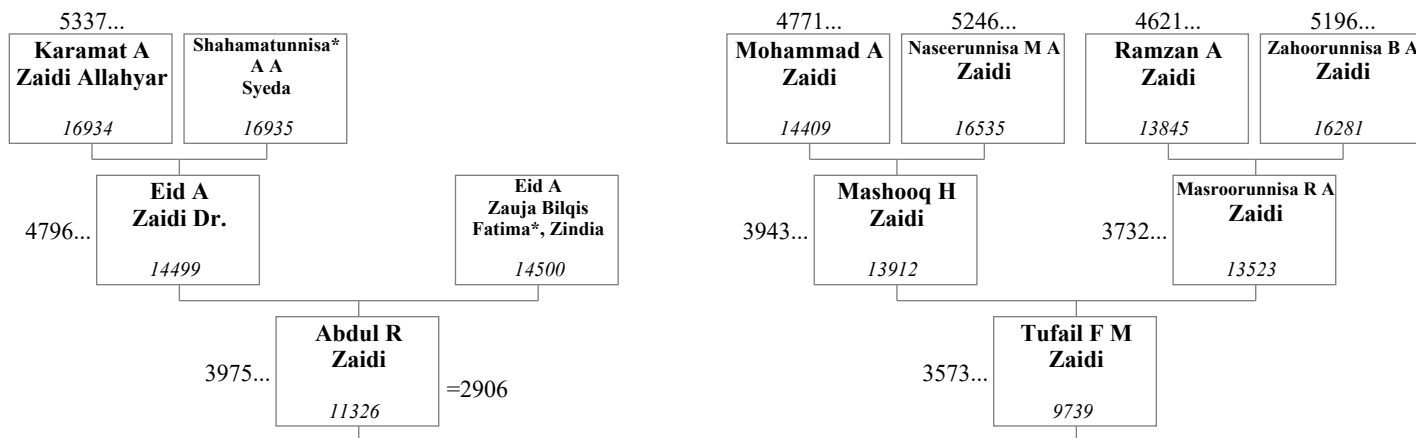 5337...
Karamat A
Zaidi Allahyar
16934
Shahamatunnisa*
A A
Syeda
16935
4771...
Mohammad A
Zaidi
14409
5246...
Naseerunnisa M A
Zaidi
16535
4621...
Ramzan A
Zaidi
13845
5196...
Zahoorunnisa B A
Zaidi
16281
4796...
Eid A
Zaidi Dr.
14499
Eid A
Zauja Bilqis
Fatima*, Zindia
14500
3943...
Mashooq H
Zaidi
13912
3732...
Masroorunnisa R A
Zaidi
13523
3975...
Abdul R
Zaidi
11326
=2906
3573...
Tufail F M
Zaidi
9739